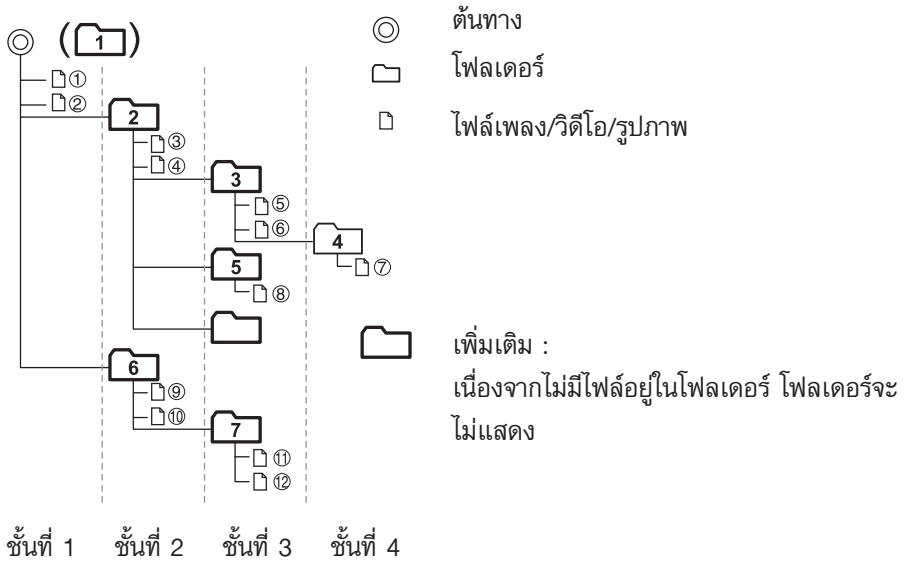 (1)
ต้นทาง
①
โฟลเดอร์
②
2
ไฟล์เพลง/วิดีโอ/รูปภาพ
③
④
3
⑤
⑥
4
5
⑦
⑧
เพิ่มเติม :
6
เนื่องจากไม่มีไฟล์อยู่ในโฟลเดอร์ โฟลเดอร์จะ
⑨
⑩
7
ไม่แสดง
⑪
⑫
ชั้นที่ 1 ชั้นที่ 2 ชั้นที่ 3 ชั้นที่ 4